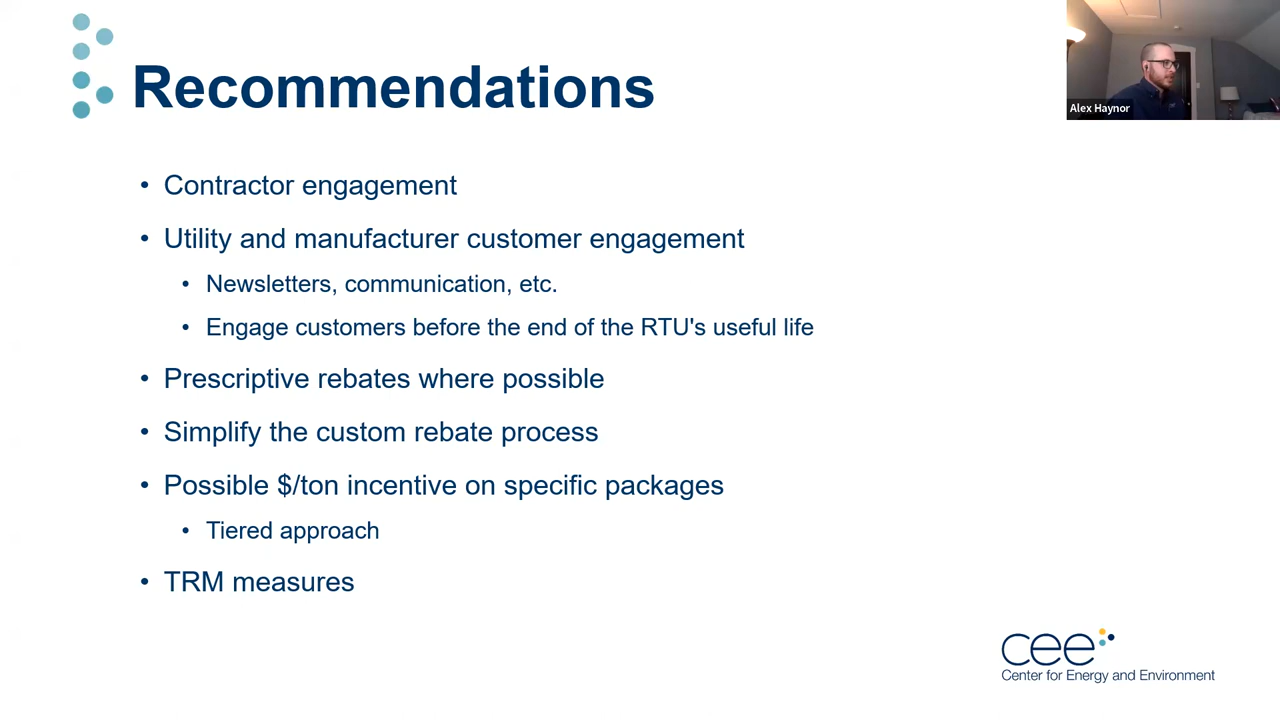 Recommendations
Alex Haynor
• Contractor engagement
• Utility and manufacturer customer engagement
• Newsletters, communication, etc.
• Engage customers before the end of the RTU's useful life
• Prescriptive rebates where possible
• Simplify the custom rebate process
• Possible $/ton incentive on specific packages
• Tiered approach
• TRM measures
cee
Center for Energy and Environment